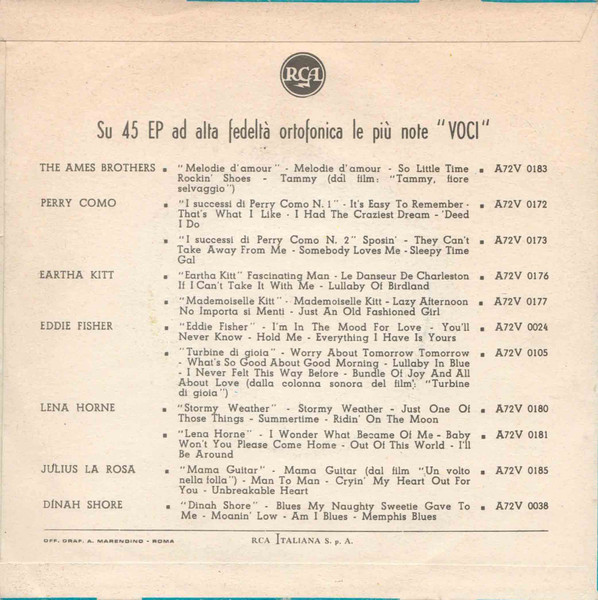 RCA
Su 45 EP ad alta fedeltà ortofonica le più note "VOCI"
THE AMES BROTHERS ▪ "Melodie d'amour" - Melodie d'amour - So Little Time ▪ A72V 0183
Rockin' Shoes - Tammy (dal film: "Tammy, fiore
selvaggio")
PERRY COMO ▪ "I successi di Perry Como N. 1" - It's Easy To Remember - ▪ A72V 0172
That's What I Like - I Had The Craziest Dream - 'Deed
I Do
▪ "I successi di Perry Como N. 2" Sposin' - They Can't ▪ A72V 0173
Take Away From Me - Somebody Loves Me - Sleepy Time
Gal
EARTHA KITT ▪ "Eartha Kitt" Fascinating Man - Le Danseur De Charleston ▪ A72V 0176
If I Can't Take It With Me - Lullaby Of Birdland
▪ "Mademoiselle Kitt" - Mademoiselle Kitt - Lazy Afternoon ▪ A72V 0177
No Importa si Menti - Just An Old Fashioned Girl
EDDIE FISHER ▪ "Eddie Fisher" - I'm In The Mood For Love - You'll ▪ A72V 0024
Never Know - Hold Me - Everything I Have Is Yours
▪ "Turbine di gioia" - Worry About Tomorrow Tomorrow ▪ A72V 0105
- What's So Good About Good Morning - Lullaby In Blue
- I Never Felt This Way Before - Bundle Of Joy And All
About Love (dalla colonna sonora del film: "Turbine
di gioia")
LENA HORNE ▪ "Stormy Weather" - Stormy Weather - Just One Of ▪ A72V 0180
Those Things - Summertime - Ridin' On The Moon
▪ "Lena Horne" - I Wonder What Became Of Me - Baby ▪ A72V 0181
Won't You Please Come Home - Out Of This World - I'll
Be Around
JULIUS LA ROSA ▪ "Mama Guitar" - Mama Guitar (dal film "Un volto ▪ A72V 0185
nella folla") - Man To Man - Cryin' My Heart Out For
You - Unbreakable Heart
DINAH SHORE ▪ "Dinah Shore" - Blues My Naughty Sweetie Gave To ▪ A72V 0038
Me - Moanin' Low - Am I Blues - Memphis Blues
OFF. GRAF. A. MARENDINO - ROMA RCA ITALIANA S. p. A.